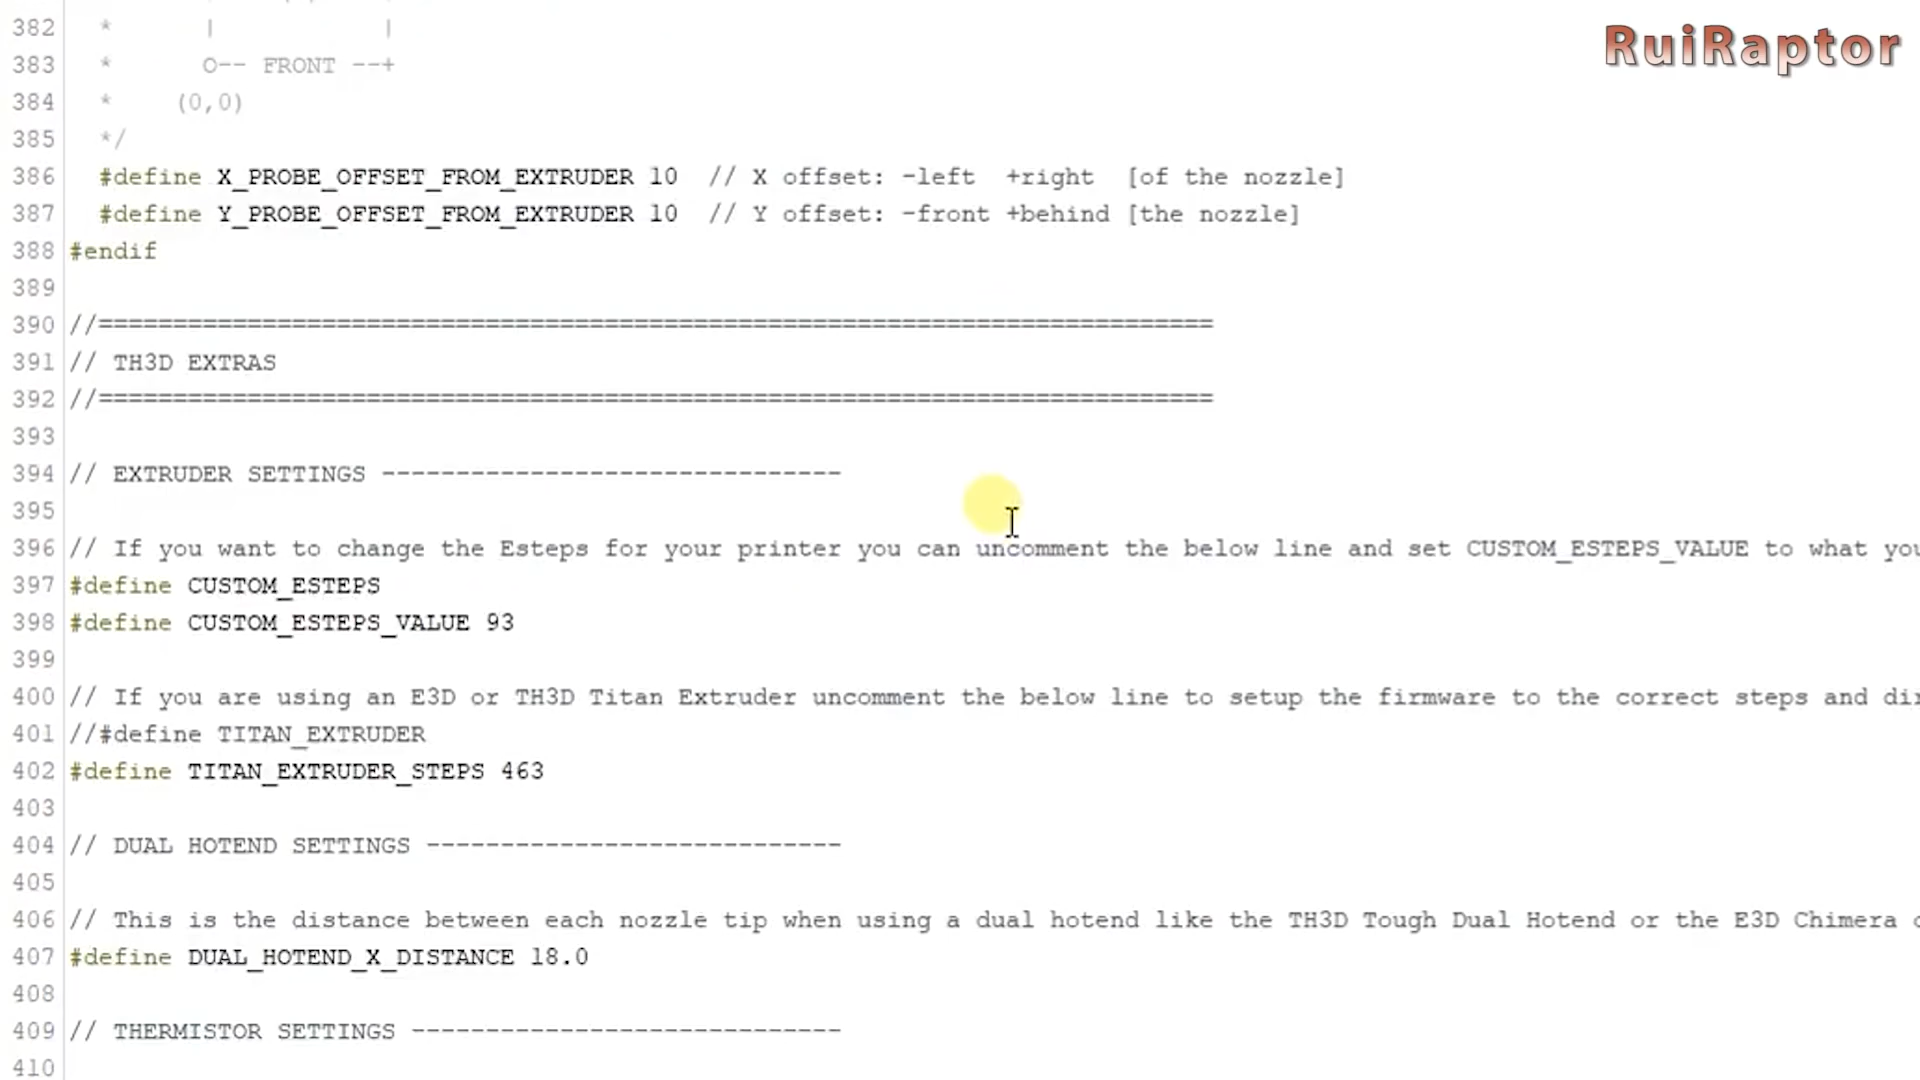 RuiRaptor
382 * | |
383 * O-- FRONT --+
384 * (0,0)
385 */
386 #define X_PROBE_OFFSET_FROM_EXTRUDER 10 // X offset: -left +right [of the nozzle]
387 #define Y_PROBE_OFFSET_FROM_EXTRUDER 10 // Y offset: -front +behind [the nozzle]
388 #endif
389
390 //===========================================================================
391 // TH3D EXTRAS
392 //===========================================================================
393
394 // EXTRUDER SETTINGS -------------------------------
395
396 // If you want to change the Esteps for your printer you can uncomment the below line and set CUSTOM_ESTEPS_VALUE to what you
397 #define CUSTOM_ESTEPS
398 #define CUSTOM_ESTEPS_VALUE 93
399
400 // If you are using an E3D or TH3D Titan Extruder uncomment the below line to setup the firmware to the correct steps and dir
401 //#define TITAN_EXTRUDER
402 #define TITAN_EXTRUDER_STEPS 463
403
404 // DUAL HOTEND SETTINGS ----------------------------
405
406 // This is the distance between each nozzle tip when using a dual hotend like the TH3D Tough Dual Hotend or the E3D Chimera
407 #define DUAL_HOTEND_X_DISTANCE 18.0
408
409 // THERMISTOR SETTINGS -----------------------------
410